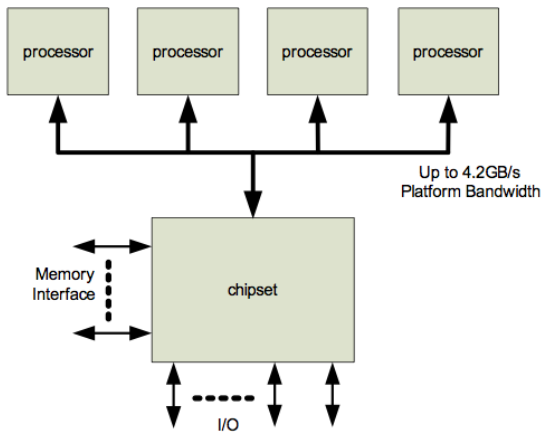 processor
processor
processor
processor
Up to 4.2GB/s
Platform Bandwidth
Memory
Interface
chipset
I/O